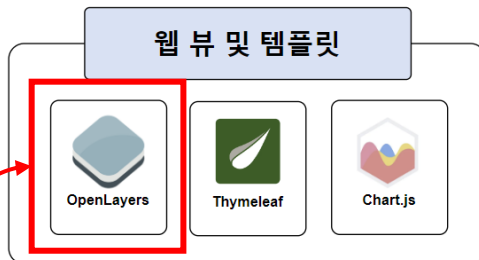 웹 뷰 및 템플릿
OpenLayers
Thymeleaf
Chart.js